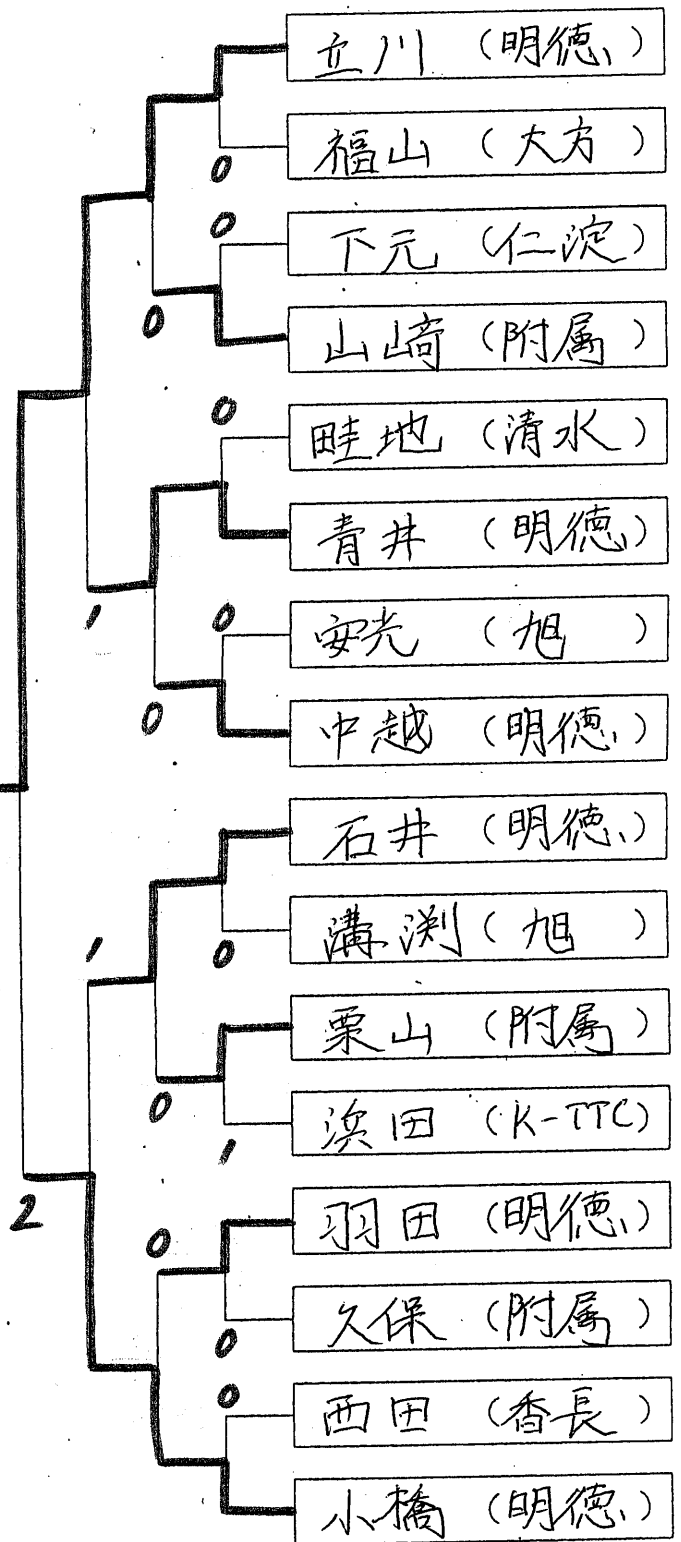 立川 (明徳)
0
福山 (大方)
0
下元 (仁淀)
0
山﨑 (附属)
0
畦地 (清水)
青井 (明徳)
1
0
安光 (旭)
0
中越 (明徳)
石井 (明徳)
1
0
溝渕 (旭)
栗山 (附属)
0
浜田 (K-TTC)
1
2
羽田 (明徳)
0
久保 (附属)
0
0
西田 (香長)
小橋 (明徳)